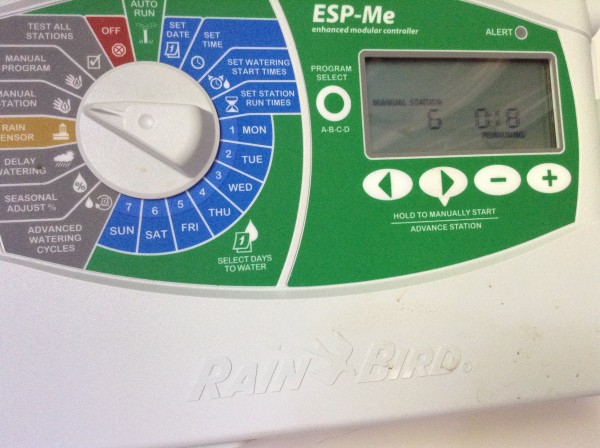 AUTO
RUN
OFF
TEST ALL
STATIONS
MANUAL
PROGRAM
MANUAL
STATION
RAIN
SENSOR
DELAY
WATERING
SEASONAL
ADJUST %
ADVANCED
WATERING
CYCLES
SET
DATE
SET
TIME
SET WATERING
START TIMES
SET STATION
RUN TIMES
1 MON
2 TUE
3 WED
4 THU
5 FRI
6 SAT
7 SUN
1
SELECT DAYS
TO WATER
ESP-Me
enhanced modular controller
ALERT
PROGRAM
SELECT
A-B-C-D
MANUAL STATION
6 0:18
REMAINING
HOLD TO MANUALLY START
ADVANCE STATION
RAIN BIRD®